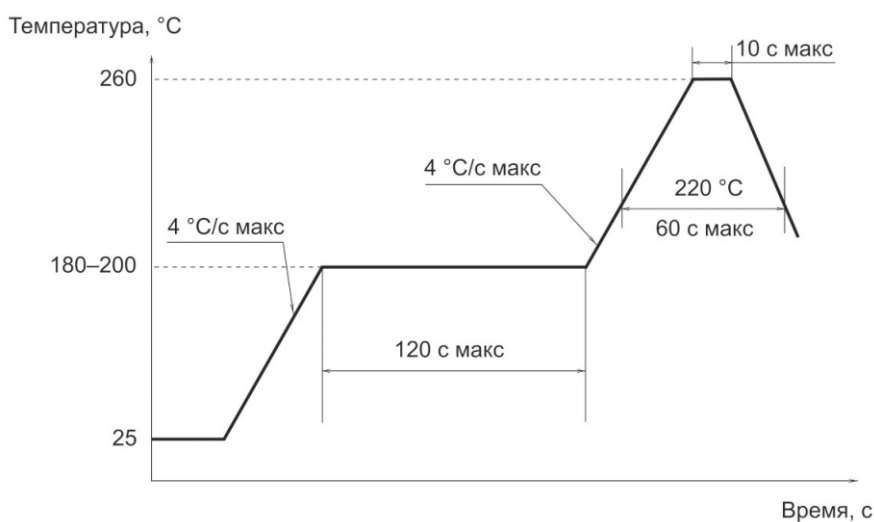 Температура, °C
10 с макс
260
4 °C/с макс
220 °C
4 °C/с макс
60 с макс
180–200
120 с макс
25
Время, с